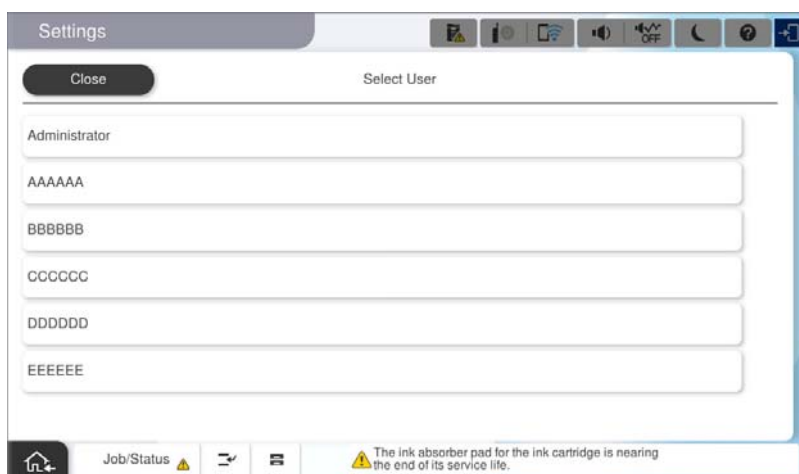 Settings
OFF
Close
Select User
Administrator
AAAAAA
BBBBBB
CCCCCC
DDDDDD
EEEEEE
Job/Status
The ink absorber pad for the ink cartridge is nearing
the end of its service life.